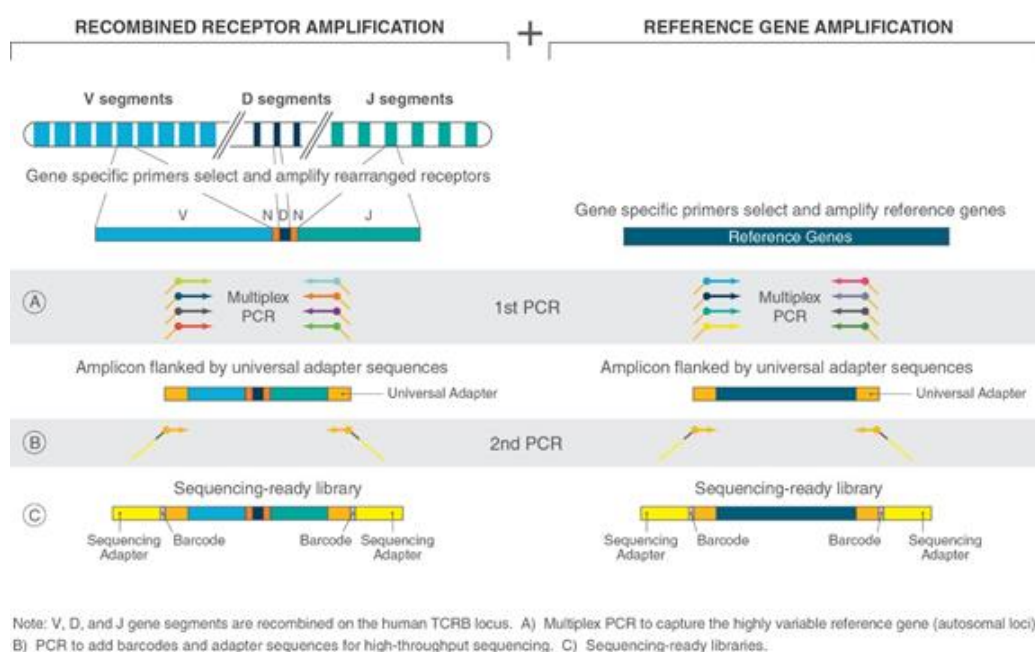 RECOMBINED RECEPTOR AMPLIFICATION
+
REFERENCE GENE AMPLIFICATION
V segments
D segments
J segments
Gene specific primers select and amplify rearranged receptors
V
N
D
N
J
Gene specific primers select and amplify reference genes
Reference Genes
A
Multiplex
PCR
1st PCR
Multiplex
PCR
Amplicon flanked by universal adapter sequences
Universal Adapter
Amplicon flanked by universal adapter sequences
Universal Adapter
B
2nd PCR
C
Sequencing-ready library
Sequencing
Adapter
Barcode
Barcode
Sequencing
Adapter
Sequencing-ready library
Sequencing
Adapter
Barcode
Barcode
Sequencing
Adapter
Note: V, D, and J gene segments are recombined on the human TCRB locus. A) Multiplex PCR to capture the highly variable reference gene (autosomal loci)
B) PCR to add barcodes and adapter sequences for high-throughput sequencing. C) Sequencing-ready libraries.